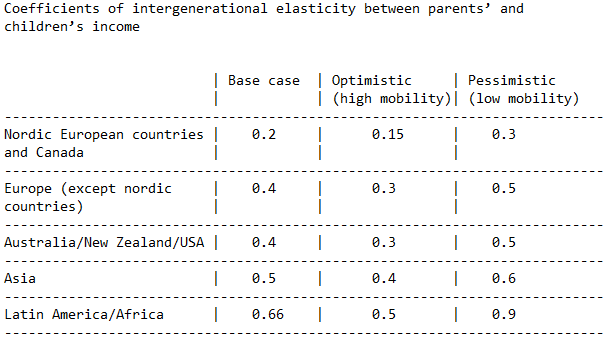 Coefficients of intergenerational elasticity between parents’ and
children’s income
| Base case | Optimistic | Pessimistic
| | (high mobility)| (low mobility)
---------------------------------------------------------------------------
Nordic European countries | 0.2 | 0.15 | 0.3
and Canada | | |
---------------------------------------------------------------------------
Europe (except nordic | 0.4 | 0.3 | 0.5
countries) | | |
---------------------------------------------------------------------------
Australia/New Zealand/USA | 0.4 | 0.3 | 0.5
---------------------------------------------------------------------------
Asia | 0.5 | 0.4 | 0.6
---------------------------------------------------------------------------
Latin America/Africa | 0.66 | 0.5 | 0.9
---------------------------------------------------------------------------